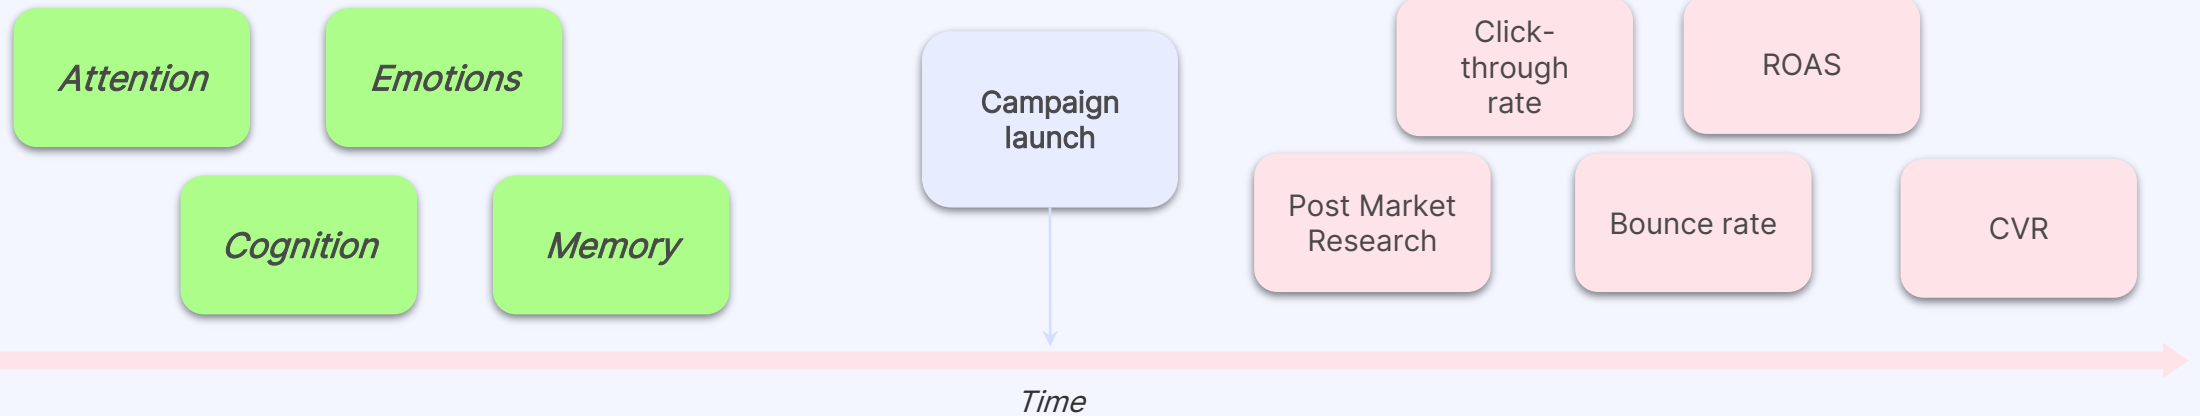 Attention
Emotions
Cognition
Memory
Campaign
launch
Click-
through
rate
ROAS
Post Market
Research
Bounce rate
CVR
Time